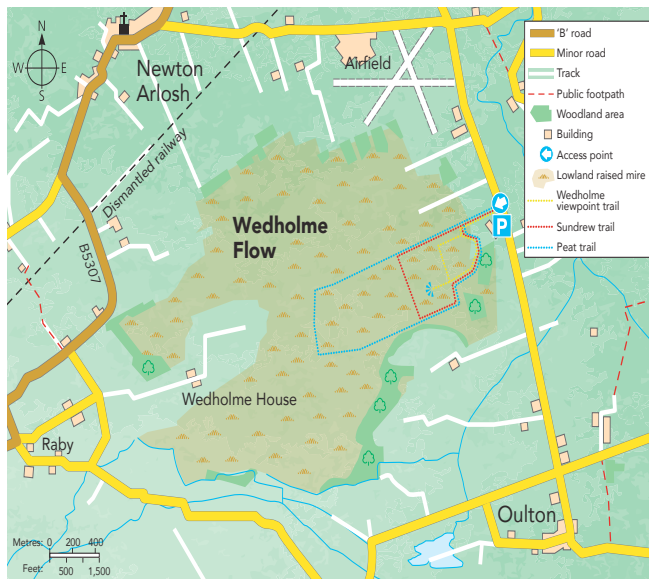 N
W
E
S
Newton
Arlosh
Airfield
'B' road
Minor road
Track
Public footpath
Woodland area
Building
Access point
Lowland raised mire
Wedholme
viewpoint trail
Sundrew trail
Peat trail
Dismantled railway
Wedholme
Flow
P
B5307
Wedholme House
Raby
Oulton
Metres: 0 200 400
Feet: 500 1,500